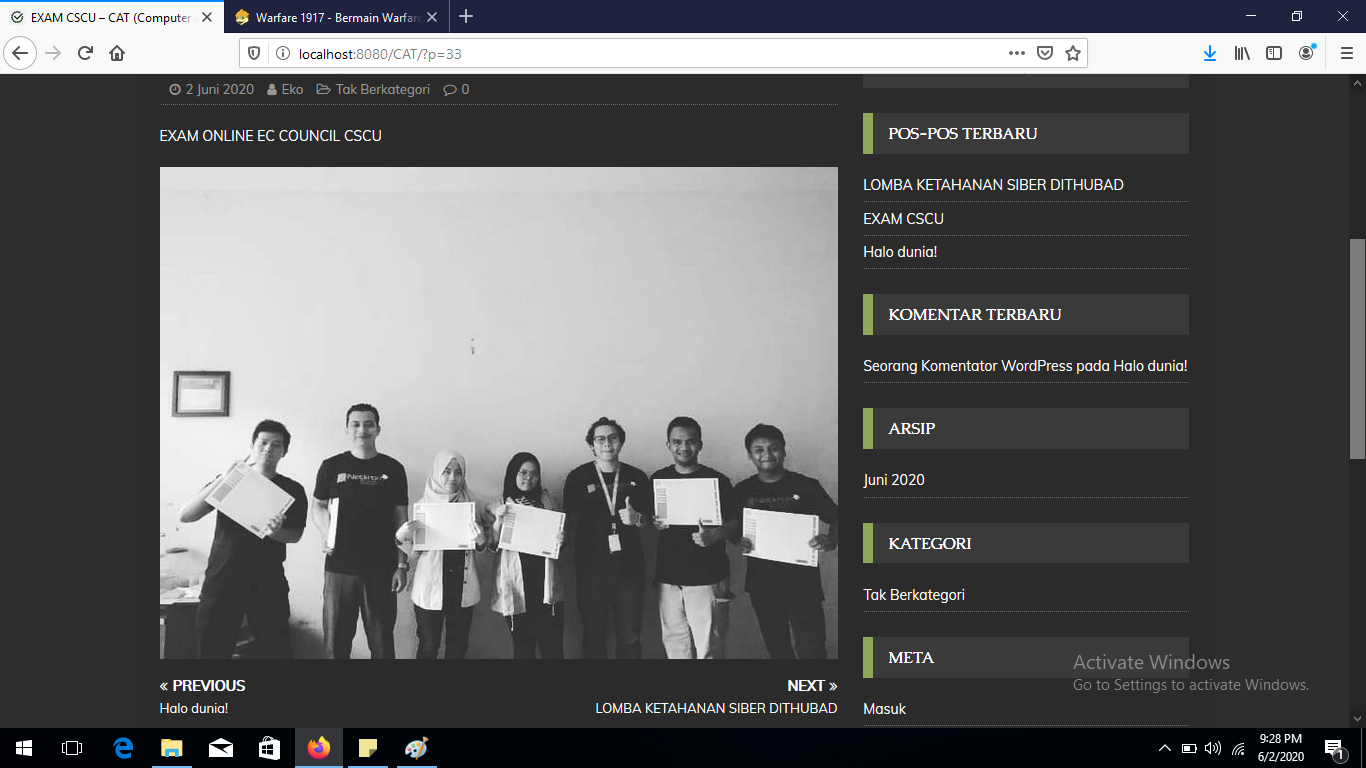 EXAM CSCU – CAT (Computer
Warfare 1917 - Bermain Warfare
localhost:8080/CAT/?p=33
2 Juni 2020 Eko Tak Berkategori 0
EXAM ONLINE EC COUNCIL CSCU
« PREVIOUS
Halo dunia!
NEXT »
LOMBA KETAHANAN SIBER DITHUBAD
POS-POS TERBARU
LOMBA KETAHANAN SIBER DITHUBAD
EXAM CSCU
Halo dunia!
KOMENTAR TERBARU
Seorang Komentator WordPress pada Halo dunia!
ARSIP
Juni 2020
KATEGORI
Tak Berkategori
META
Masuk
Activate Windows
Go to Settings to activate Windows.
9:28 PM
6/2/2020
1